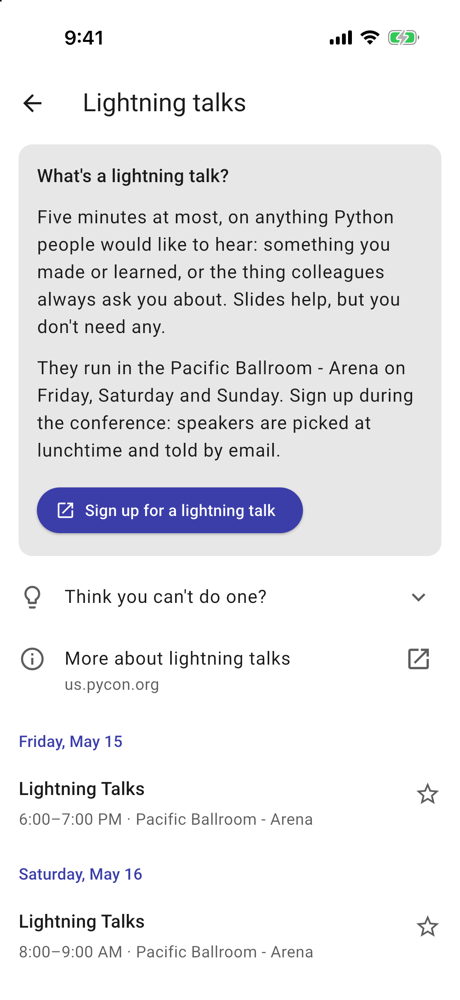 9:41
Lightning talks
What's a lightning talk?
Five minutes at most, on anything Python
people would like to hear: something you
made or learned, or the thing colleagues
always ask you about. Slides help, but you
don't need any.
They run in the Pacific Ballroom - Arena on
Friday, Saturday and Sunday. Sign up during
the conference: speakers are picked at
lunchtime and told by email.
Sign up for a lightning talk
Think you can't do one?
More about lightning talks
us.pycon.org
Friday, May 15
Lightning Talks
6:00–7:00 PM · Pacific Ballroom - Arena
Saturday, May 16
Lightning Talks
8:00–9:00 AM · Pacific Ballroom - Arena